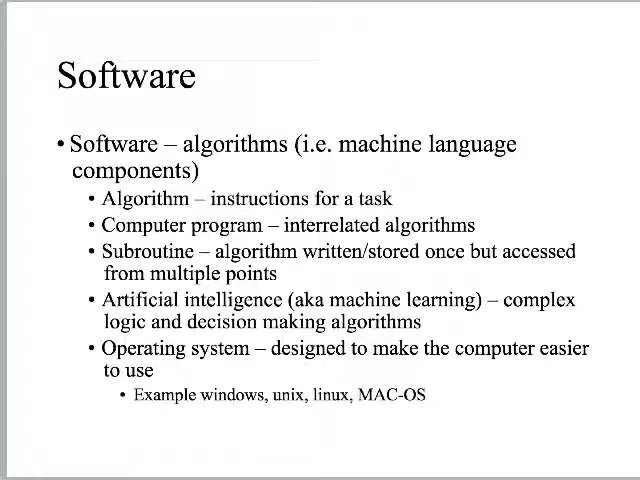 Software
• Software – algorithms (i.e. machine language
components)
• Algorithm – instructions for a task
• Computer program – interrelated algorithms
• Subroutine – algorithm written/stored once but accessed
from multiple points
• Artificial intelligence (aka machine learning) – complex
logic and decision making algorithms
• Operating system – designed to make the computer easier
to use
• Example windows, unix, linux, MAC-OS